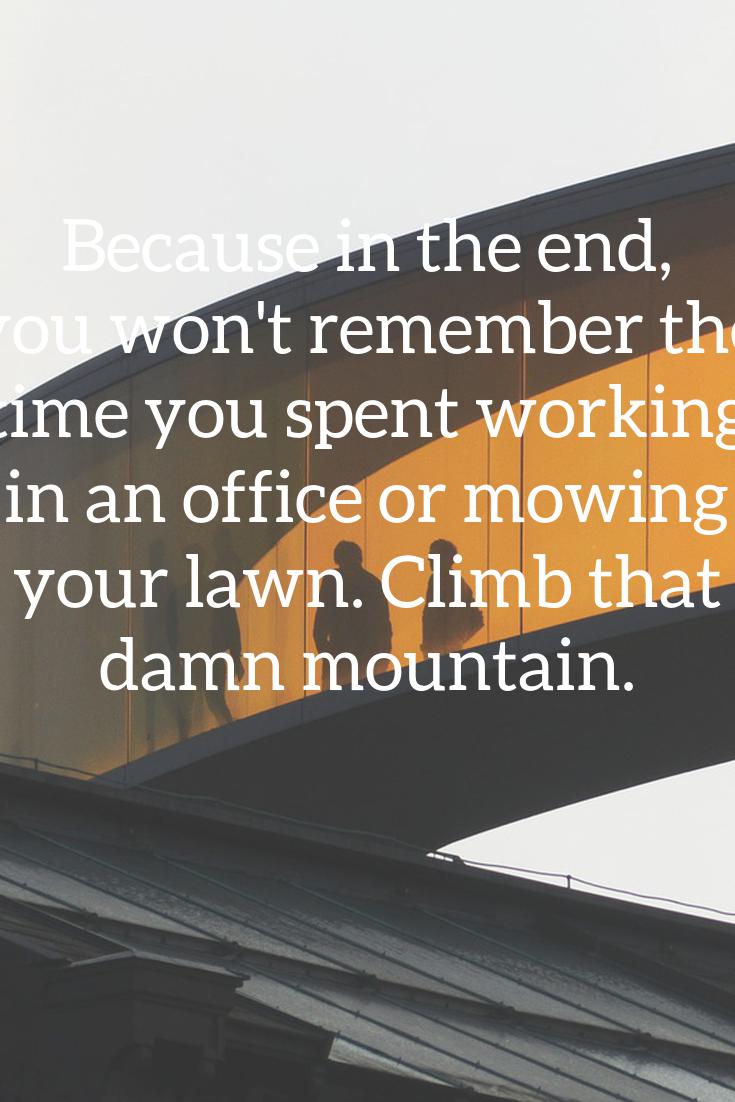 Because in the end,
you won't remember the
time you spent working
in an office or mowing
your lawn. Climb that
damn mountain.